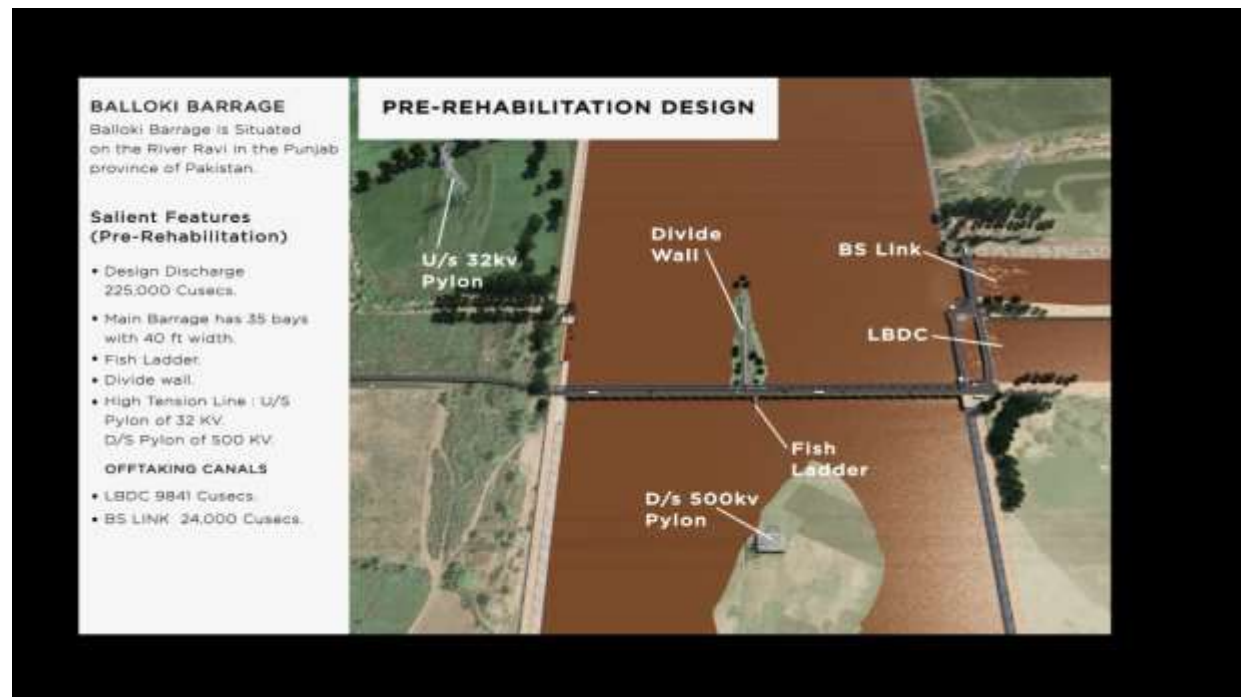 BALLOKI BARRAGE
Balloki Barrage is Situated
on the River Ravi in the Punjab
province of Pakistan.
Salient Features
(Pre-Rehabilitation)
• Design Discharge
225,000 Cusecs.
• Main Barrage has 35 bays
with 40 ft width.
• Fish Ladder.
• Divide wall.
• High Tension Line : U/S
Pylon of 32 KV.
D/S Pylon of 500 KV.
OFFTAKING CANALS
• LBDC 9841 Cusecs.
• BS LINK 24,000 Cusecs.
PRE-REHABILITATION DESIGN
U/s 32kv
Pylon
Divide
Wall
BS Link
LBDC
Fish
Ladder
D/s 500kv
Pylon